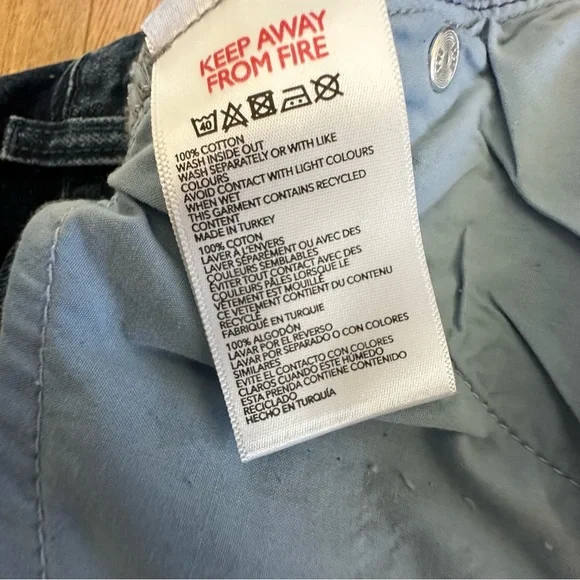 KEEP AWAY
FROM FIRE
40
100% COTTON
WASH INSIDE OUT
WASH SEPARATELY OR WITH LIKE
COLOURS
AVOID CONTACT WITH LIGHT COLOURS
WHEN WET
THIS GARMENT CONTAINS RECYCLED
CONTENT
MADE IN TURKEY
100% COTON
LAVER À L'ENVERS
LAVER SÉPARÉMENT OU AVEC DES
COULEURS SEMBLABLES
ÉVITER TOUT CONTACT AVEC DES
COULEURS PÂLES LORSQUE LE
VÊTEMENT EST MOUILLÉ
CE VÊTEMENT CONTIENT DU CONTENU
RECYCLÉ
FABRIQUÉ EN TURQUIE
100% ALGODÓN
LAVAR POR EL REVERSO
LAVAR POR SEPARADO O CON COLORES
SIMILARES
EVITE EL CONTACTO CON COLORES
CLAROS CUANDO ESTÉ HÚMEDO
ESTA PRENDA CONTIENE CONTENIDO
RECICLADO
HECHO EN TURQUÍA